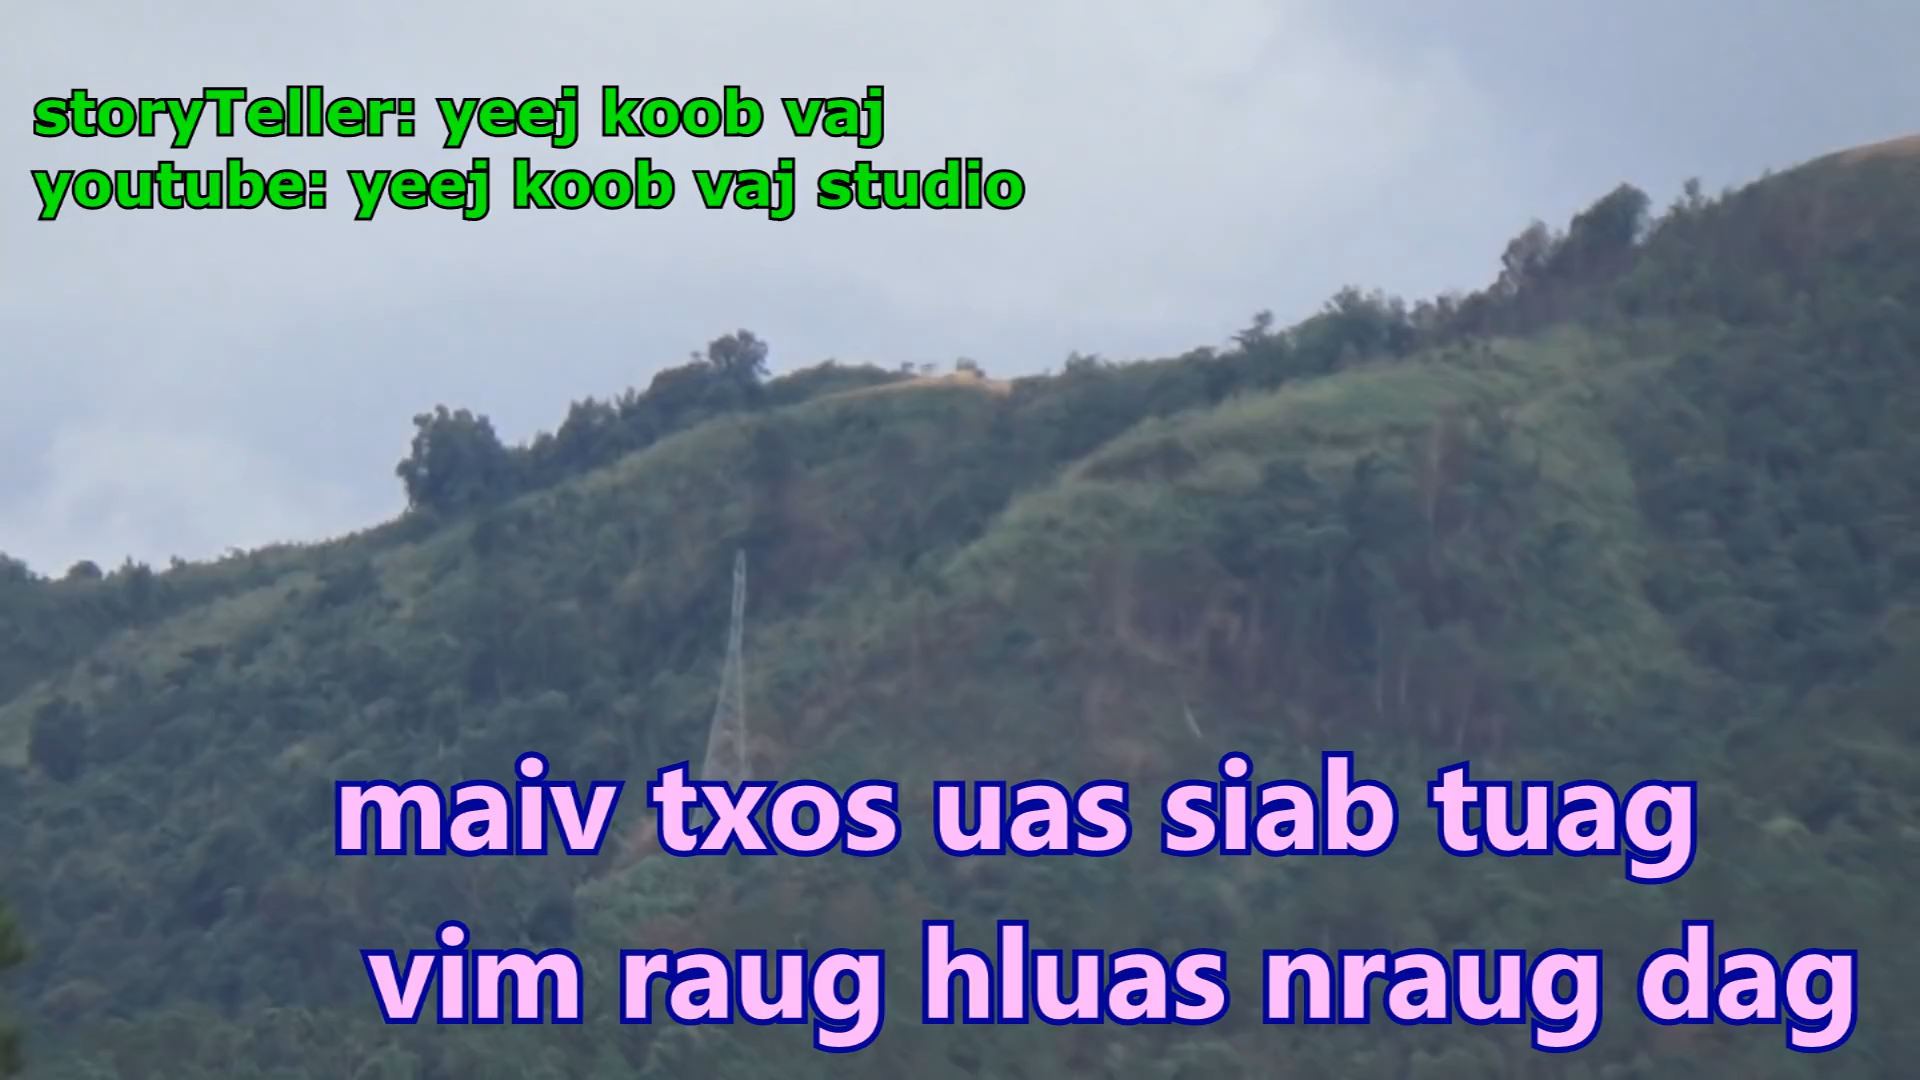 storyTeller: yeej koob vaj
youtube: yeej koob vaj studio
maiv txos uas siab tuag
vim raug hluas nraug dag